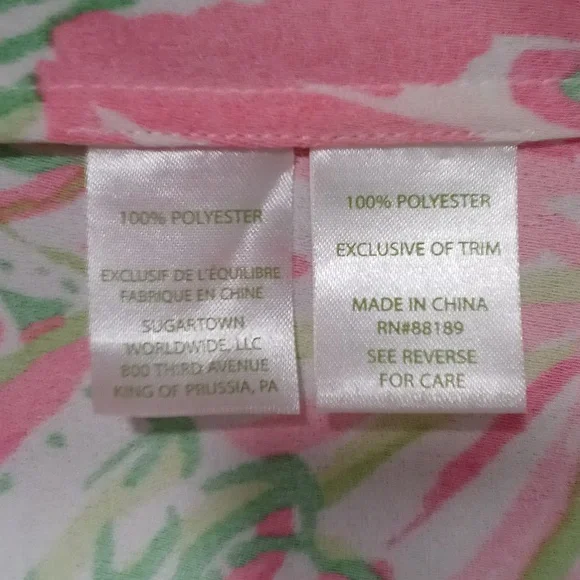 100% POLYESTER
EXCLUSIF DE L'ÉQUILIBRE
FABRIQUE EN CHINE
SUGARTOWN
WORLDWIDE, LLC
800 THIRD AVENUE
KING OF PRUSSIA, PA
100% POLYESTER
EXCLUSIVE OF TRIM
MADE IN CHINA
RN#88189
SEE REVERSE
FOR CARE